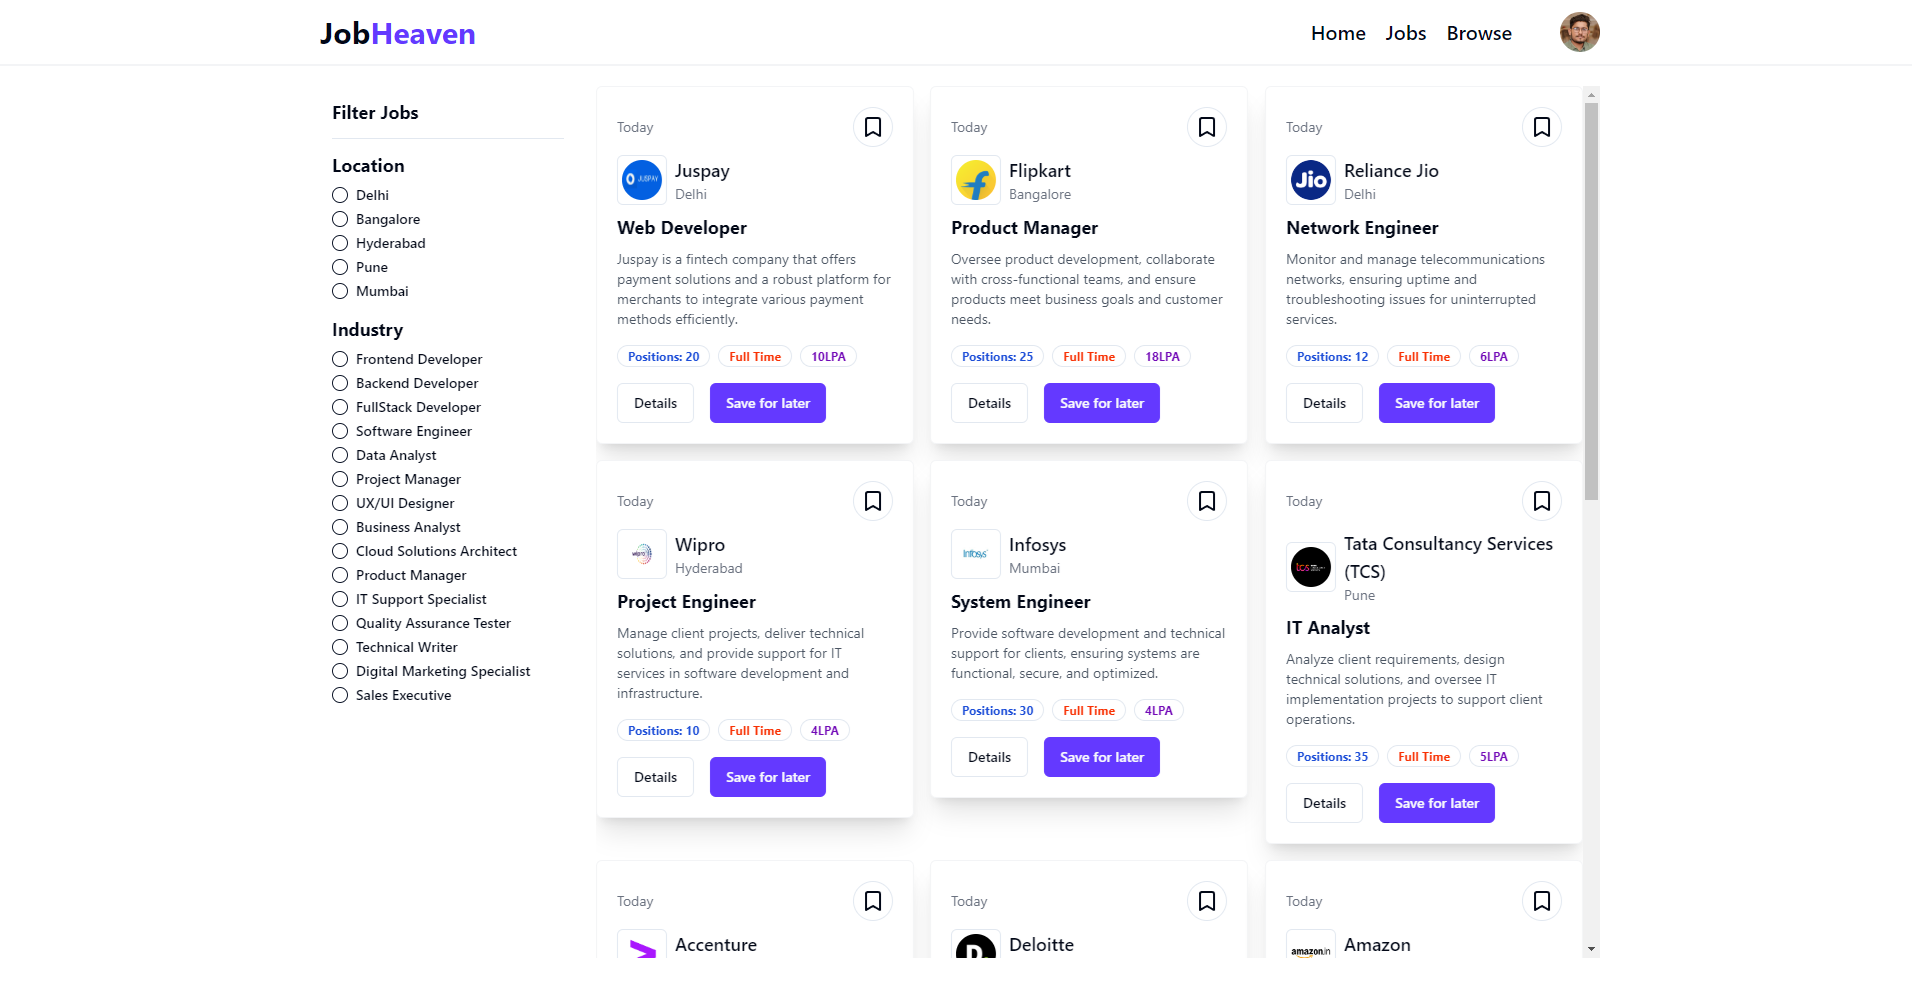 JobHeaven
Home Jobs Browse
Filter Jobs
Location
Delhi
Bangalore
Hyderabad
Pune
Mumbai
Industry
Frontend Developer
Backend Developer
FullStack Developer
Software Engineer
Data Analyst
Project Manager
UX/UI Designer
Business Analyst
Cloud Solutions Architect
Product Manager
IT Support Specialist
Quality Assurance Tester
Technical Writer
Digital Marketing Specialist
Sales Executive
Today
JUSPAY
Juspay
Delhi
Web Developer
Juspay is a fintech company that offers
payment solutions and a robust platform for
merchants to integrate various payment
methods efficiently.
Positions: 20 Full Time 10LPA
Details Save for later
Today
Flipkart
Bangalore
Product Manager
Oversee product development, collaborate
with cross-functional teams, and ensure
products meet business goals and customer
needs.
Positions: 25 Full Time 18LPA
Details Save for later
Today
Jio
Reliance Jio
Delhi
Network Engineer
Monitor and manage telecommunications
networks, ensuring uptime and
troubleshooting issues for uninterrupted
services.
Positions: 12 Full Time 6LPA
Details Save for later
Today
wipro
Wipro
Hyderabad
Project Engineer
Manage client projects, deliver technical
solutions, and provide support for IT
services in software development and
infrastructure.
Positions: 10 Full Time 4LPA
Details Save for later
Today
Infosys
Infosys
Mumbai
System Engineer
Provide software development and technical
support for clients, ensuring systems are
functional, secure, and optimized.
Positions: 30 Full Time 4LPA
Details Save for later
Today
tcs
Tata Consultancy Services
(TCS)
Pune
IT Analyst
Analyze client requirements, design
technical solutions, and oversee IT
implementation projects to support client
operations.
Positions: 35 Full Time 5LPA
Details Save for later
Today
Accenture
Today
D.
Deloitte
Today
amazon.in
Amazon